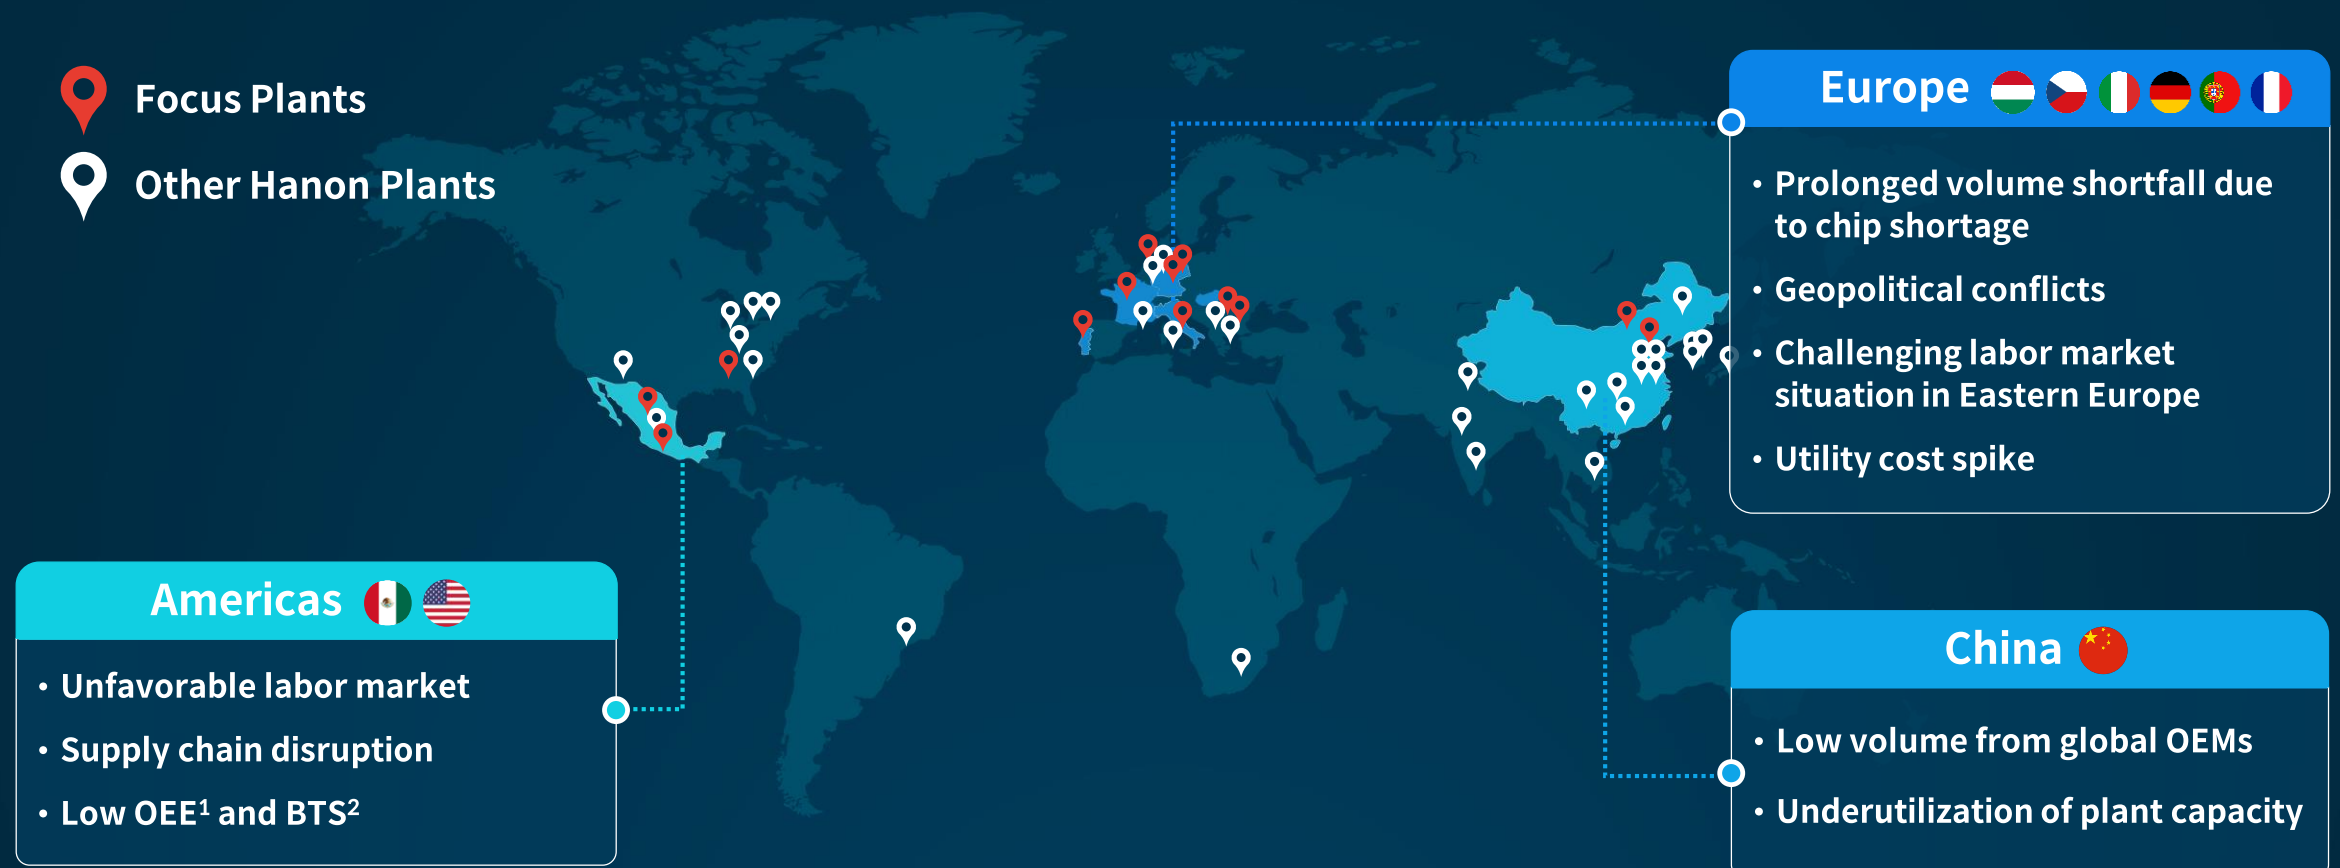 Focus Plants
Other Hanon Plants
Europe
• Prolonged volume shortfall due
to chip shortage
• Geopolitical conflicts
• Challenging labor market
situation in Eastern Europe
• Utility cost spike
Americas
• Unfavorable labor market
• Supply chain disruption
• Low OEE¹ and BTS²
China
• Low volume from global OEMs
• Underutilization of plant capacity